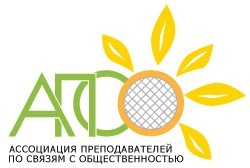 АПСО
АССОЦИАЦИЯ ПРЕПОДАВАТЕЛЕЙ
ПО СВЯЗЯМ С ОБЩЕСТВЕННОСТЬЮ